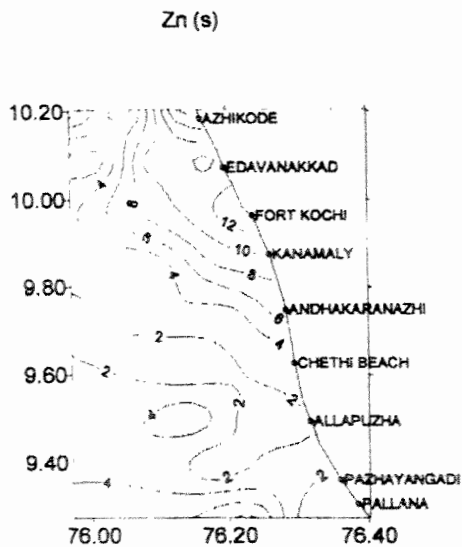 Zn (s)
10.20
AZHIKODE
EDAVANAKKAD
10.00
8
FORT KOCHI
12
10
KANAMALY
8
9.80
ANDHAKARANAZHI
6
4
2
CHETHI BEACH
9.60
2
2
2
ALLAPUZHA
9.40
2
2
PAZHAYANGADI
4
PALLANA
76.00 76.20 76.40